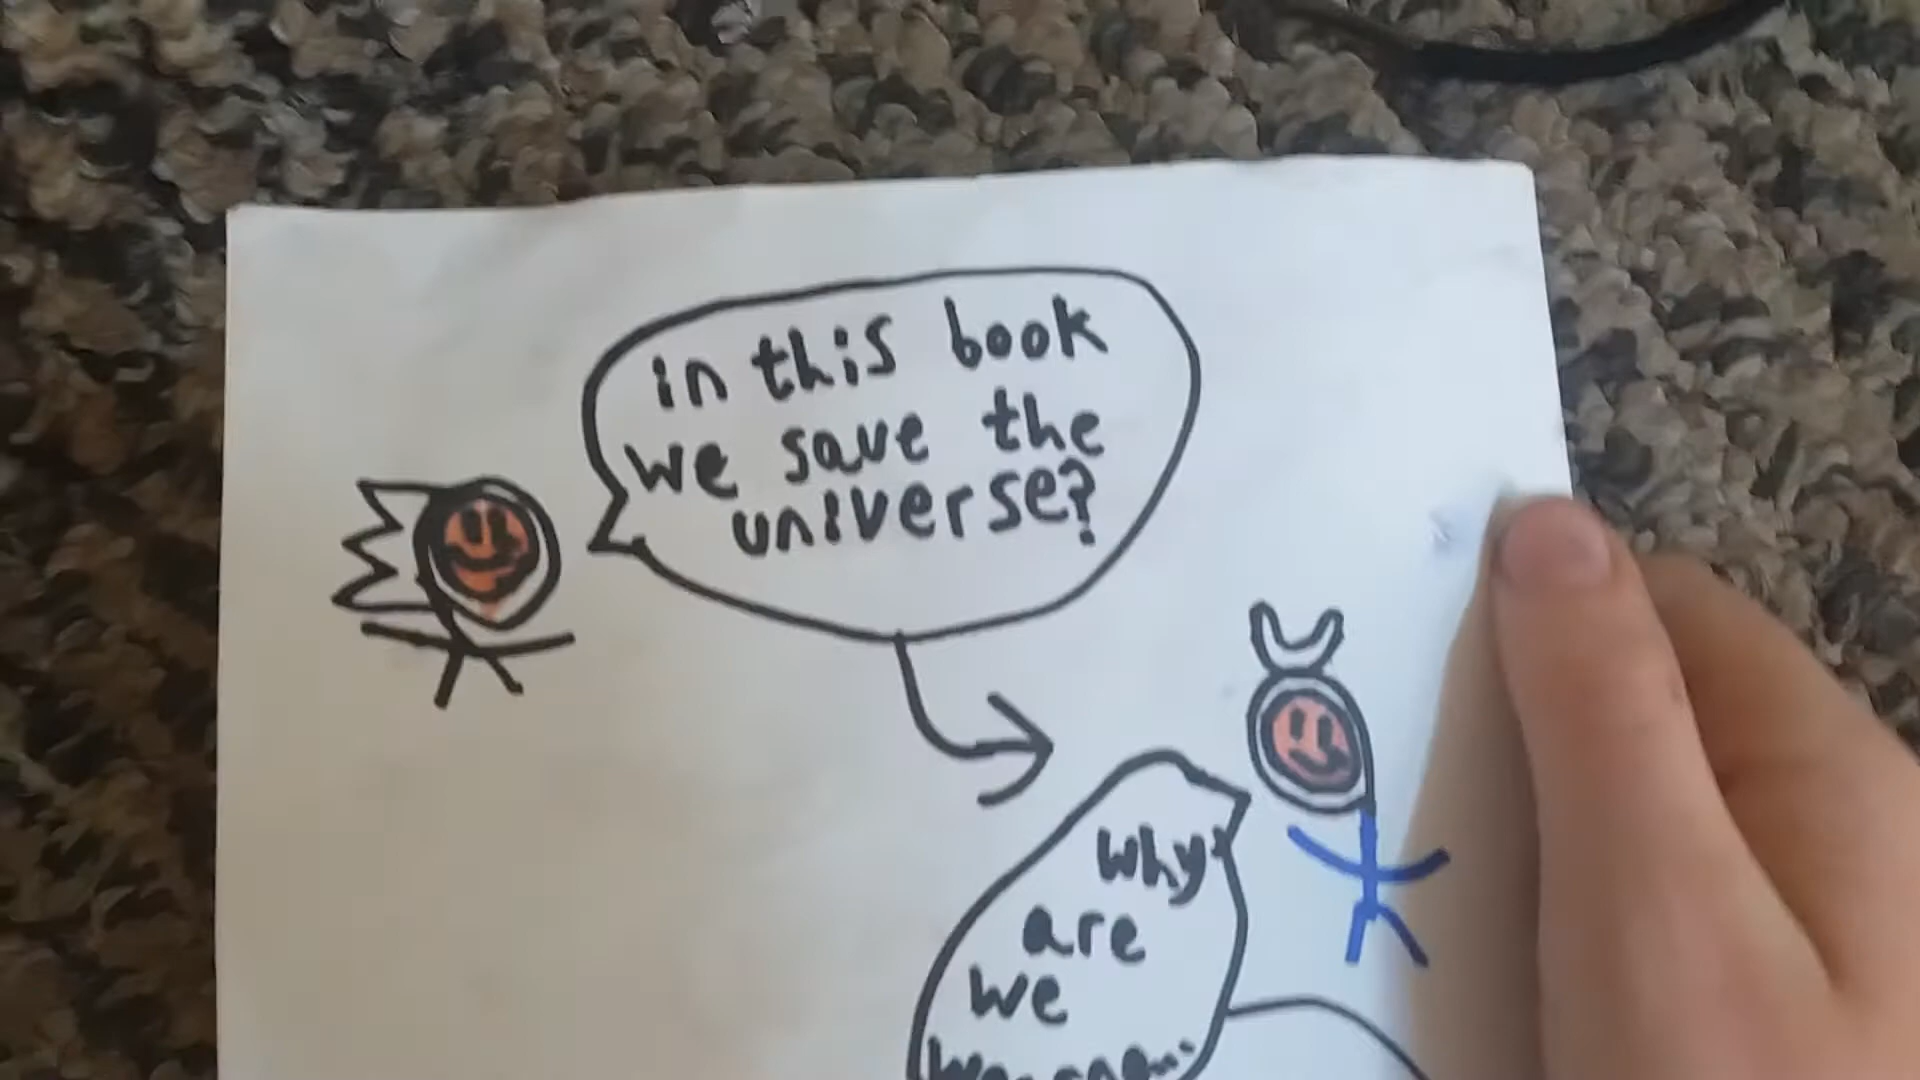 in this book
we save the
universe?
why
are
we